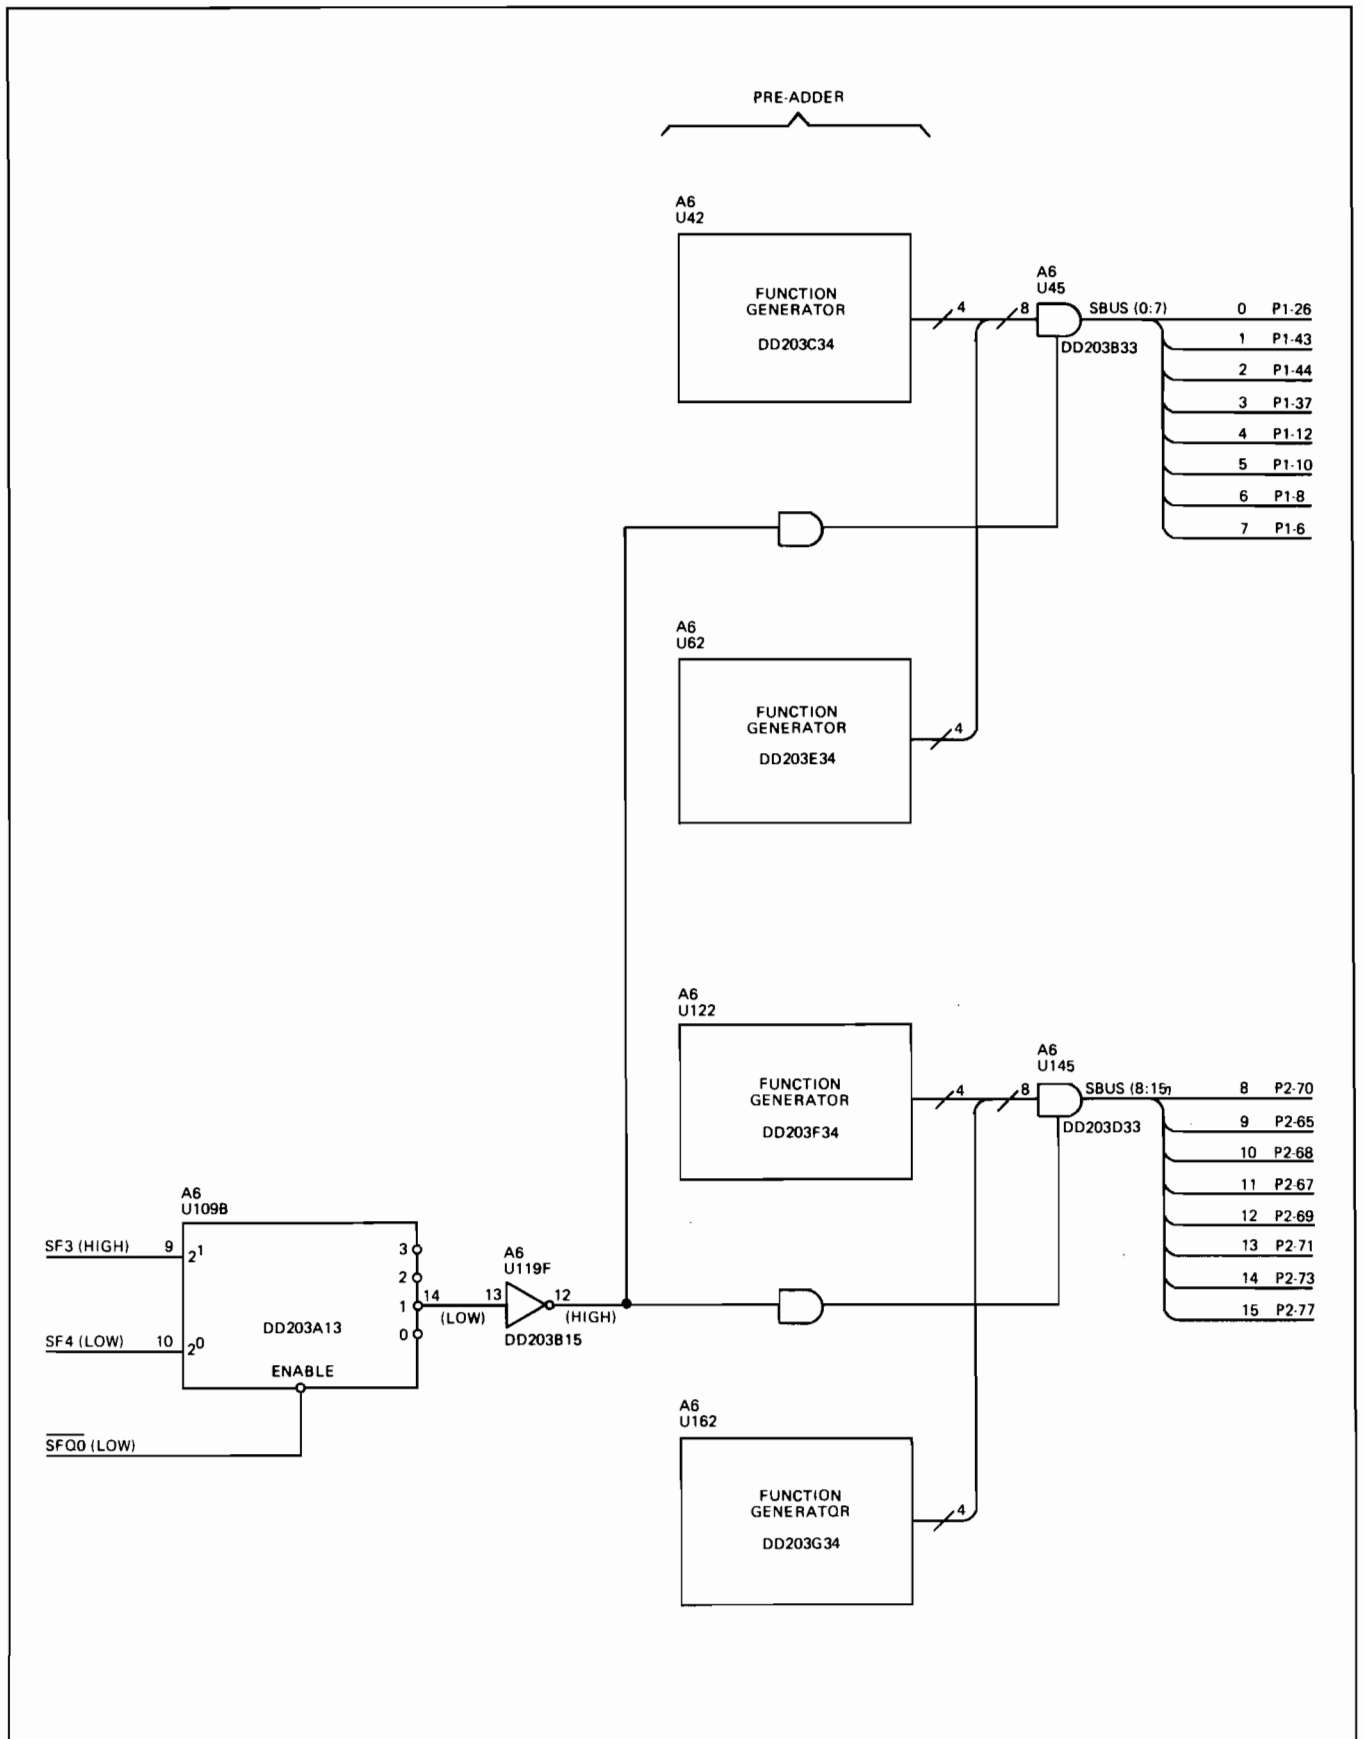 PRE-ADDER
A6
U42
FUNCTION
GENERATOR
DD203C34
4
8
A6
U45
DD203B33
SBUS (0:7)
0 P1-26
1 P1-43
2 P1-44
3 P1-37
4 P1-12
5 P1-10
6 P1-8
7 P1-6
A6
U62
FUNCTION
GENERATOR
DD203E34
4
A6
U122
FUNCTION
GENERATOR
DD203F34
4
8
A6
U145
DD203D33
SBUS (8:15)
8 P2-70
9 P2-65
10 P2-68
11 P2-67
12 P2-69
13 P2-71
14 P2-73
15 P2-77
A6
U109B
SF3 (HIGH) 9 2¹
SF4 (LOW) 10 2⁰
DD203A13
3
2
1
0
ENABLE
S̅F̅Q̅0̅ (LOW)
14
(LOW)
13
A6
U119F
DD203B15
12
(HIGH)
A6
U162
FUNCTION
GENERATOR
DD203G34
4